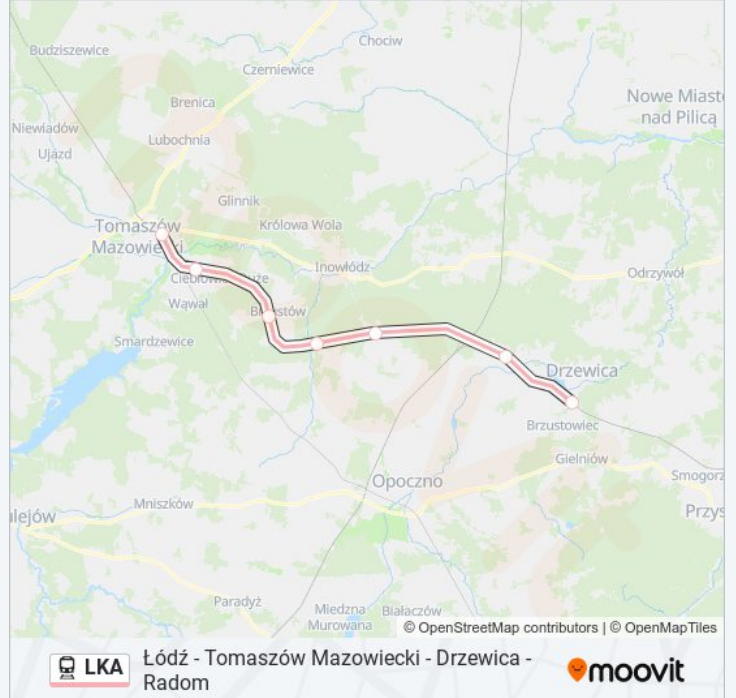 Budziszewice
Chociw
Czerniewice
Nowe Miast
nad Pilicą
Brenica
Niewiadów
Lubochnia
Ujazd
Glinnik
Tomaszów
Mazowiecki
Królowa Wola
Inowłódz
Odrzywół
Wąwał
Smardzewice
Drzewica
Brzustowiec
Gielniów
Opoczno
Smogorz
Mniszków
Przys
ulejów
Paradyż
Miedzna
Murowana
Białaczów
© OpenStreetMap contributors | © OpenMapTiles
LKA
Łódź - Tomaszów Mazowiecki - Drzewica -
Radom
moovit